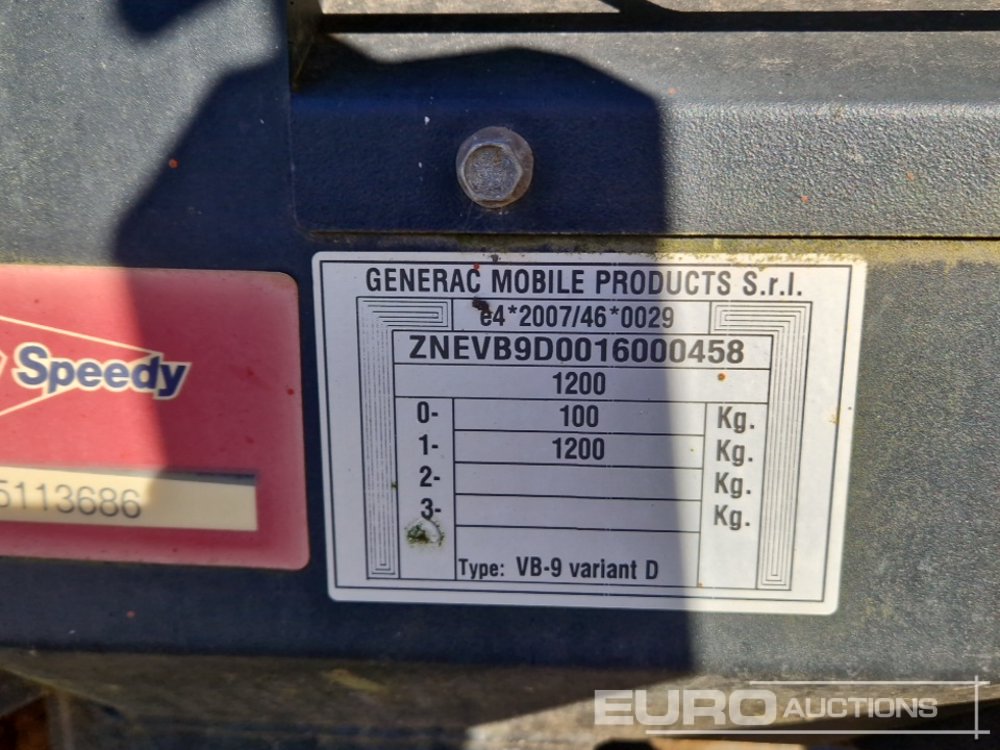 GENERAC MOBILE PRODUCTS S.r.l.
e4*2007/46*0029
ZNEVB9D0016000458
1200
0- 100 Kg.
1- 1200 Kg.
2- Kg.
3- Kg.
Type: VB-9 variant D
Speedy
5113686
EURO AUCTIONS